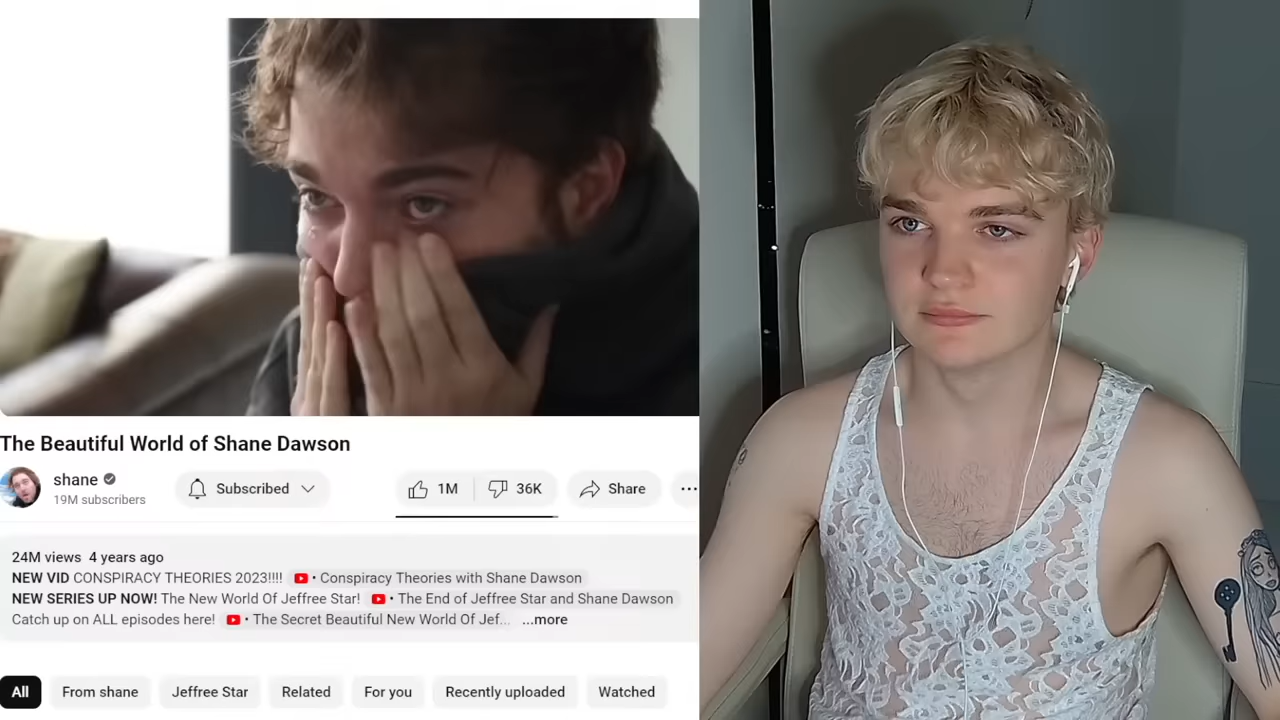 The Beautiful World of Shane Dawson
shane
19M subscribers
Subscribed
1M
36K
Share
24M views 4 years ago
NEW VID CONSPIRACY THEORIES 2023!!!! • Conspiracy Theories with Shane Dawson
NEW SERIES UP NOW! The New World Of Jeffree Star! • The End of Jeffree Star and Shane Dawson
Catch up on ALL episodes here! • The Secret Beautiful New World Of Jef... ...more
All
From shane
Jeffree Star
Related
For you
Recently uploaded
Watched